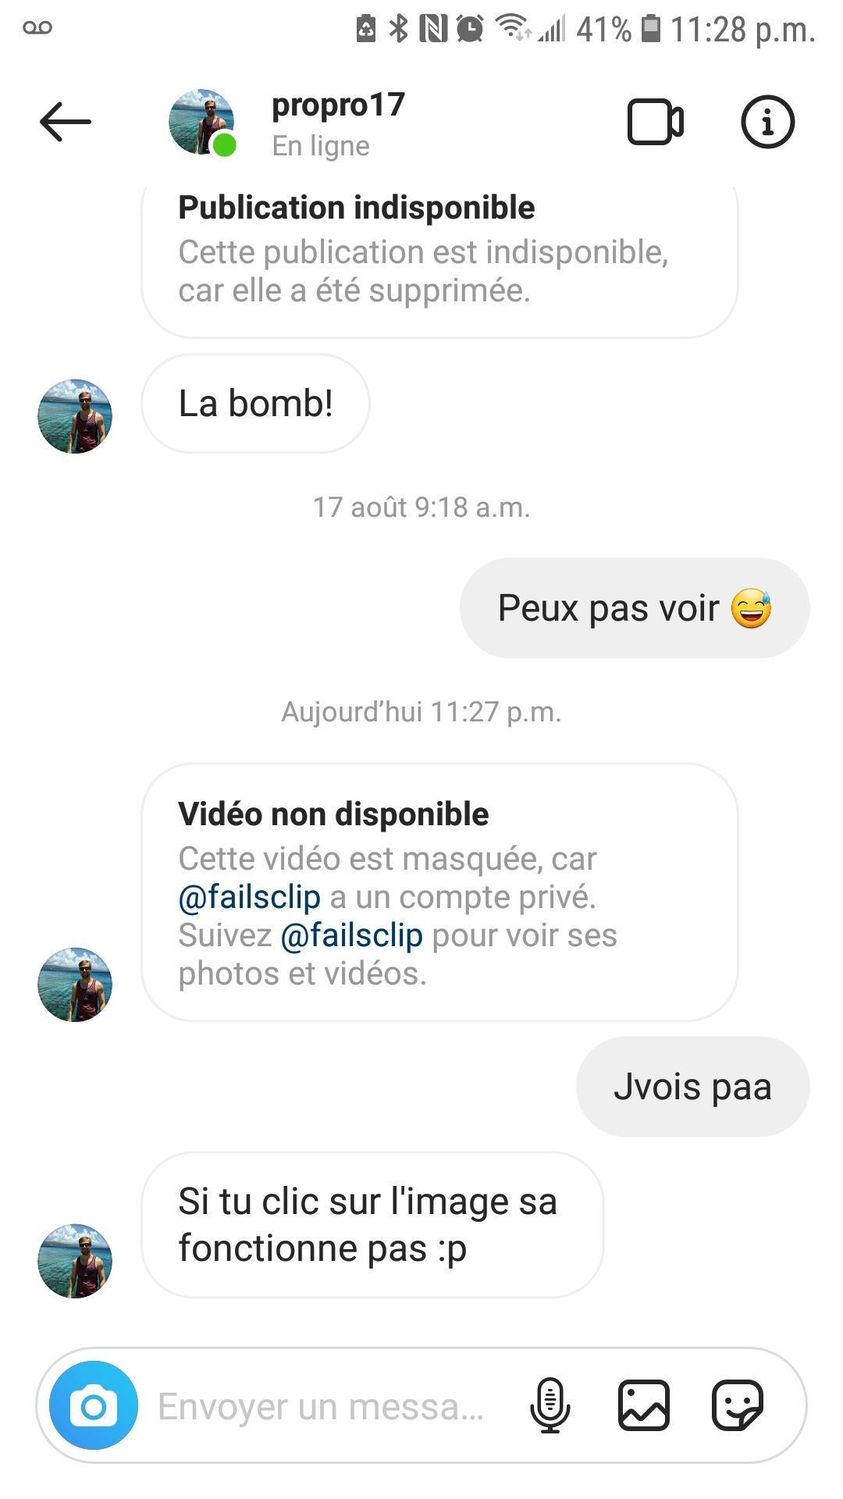 41% 11:28 p.m.
propro17
En ligne
Publication indisponible
Cette publication est indisponible,
car elle a été supprimée.
La bomb!
17 août 9:18 a.m.
Peux pas voir 😅
Aujourd’hui 11:27 p.m.
Vidéo non disponible
Cette vidéo est masquée, car
@failsclip a un compte privé.
Suivez @failsclip pour voir ses
photos et vidéos.
Jvois paa
Si tu clic sur l'image sa
fonctionne pas :p
Envoyer un messa...